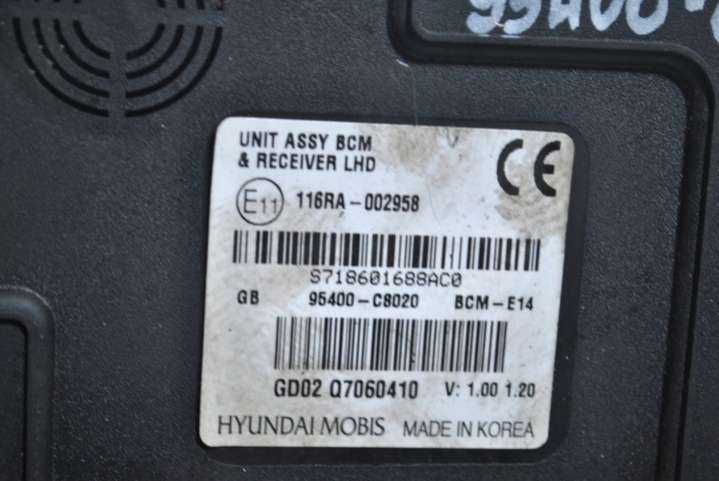 UNIT ASSY BCM
& RECEIVER LHD
CE
E11 116RA-002958
S718601688AC0
GB 95400-C8020 BCM-E14
GD02 Q7060410 V: 1.00 1.20
HYUNDAI MOBIS MADE IN KOREA